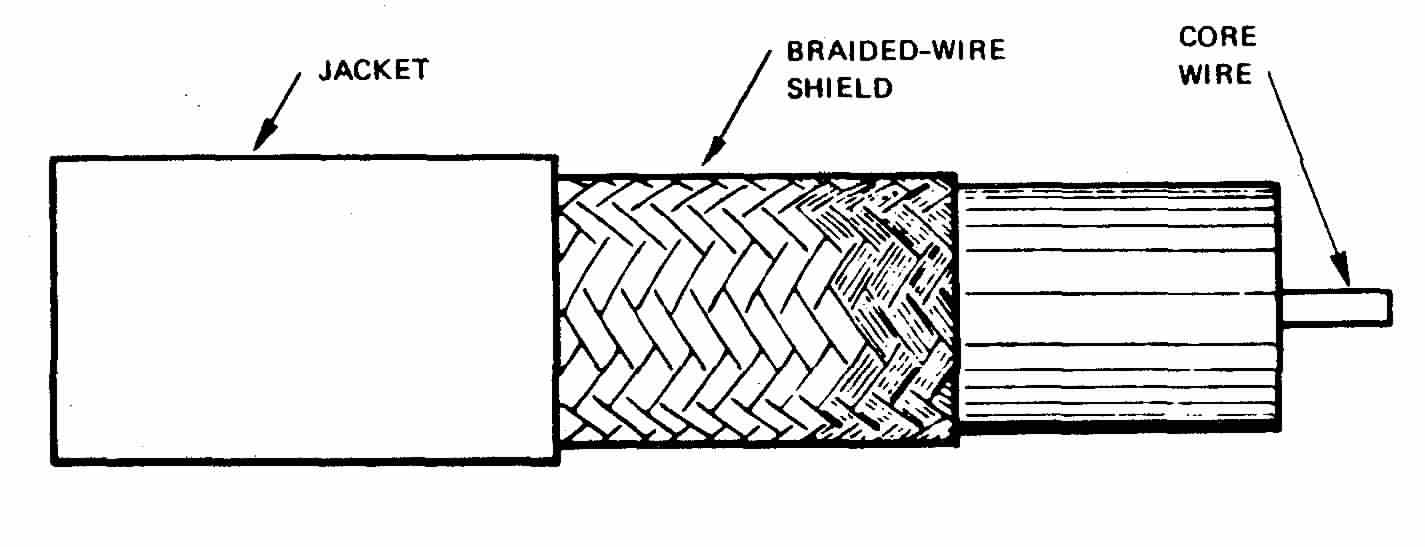 JACKET
BRAIDED-WIRE
SHIELD
CORE
WIRE